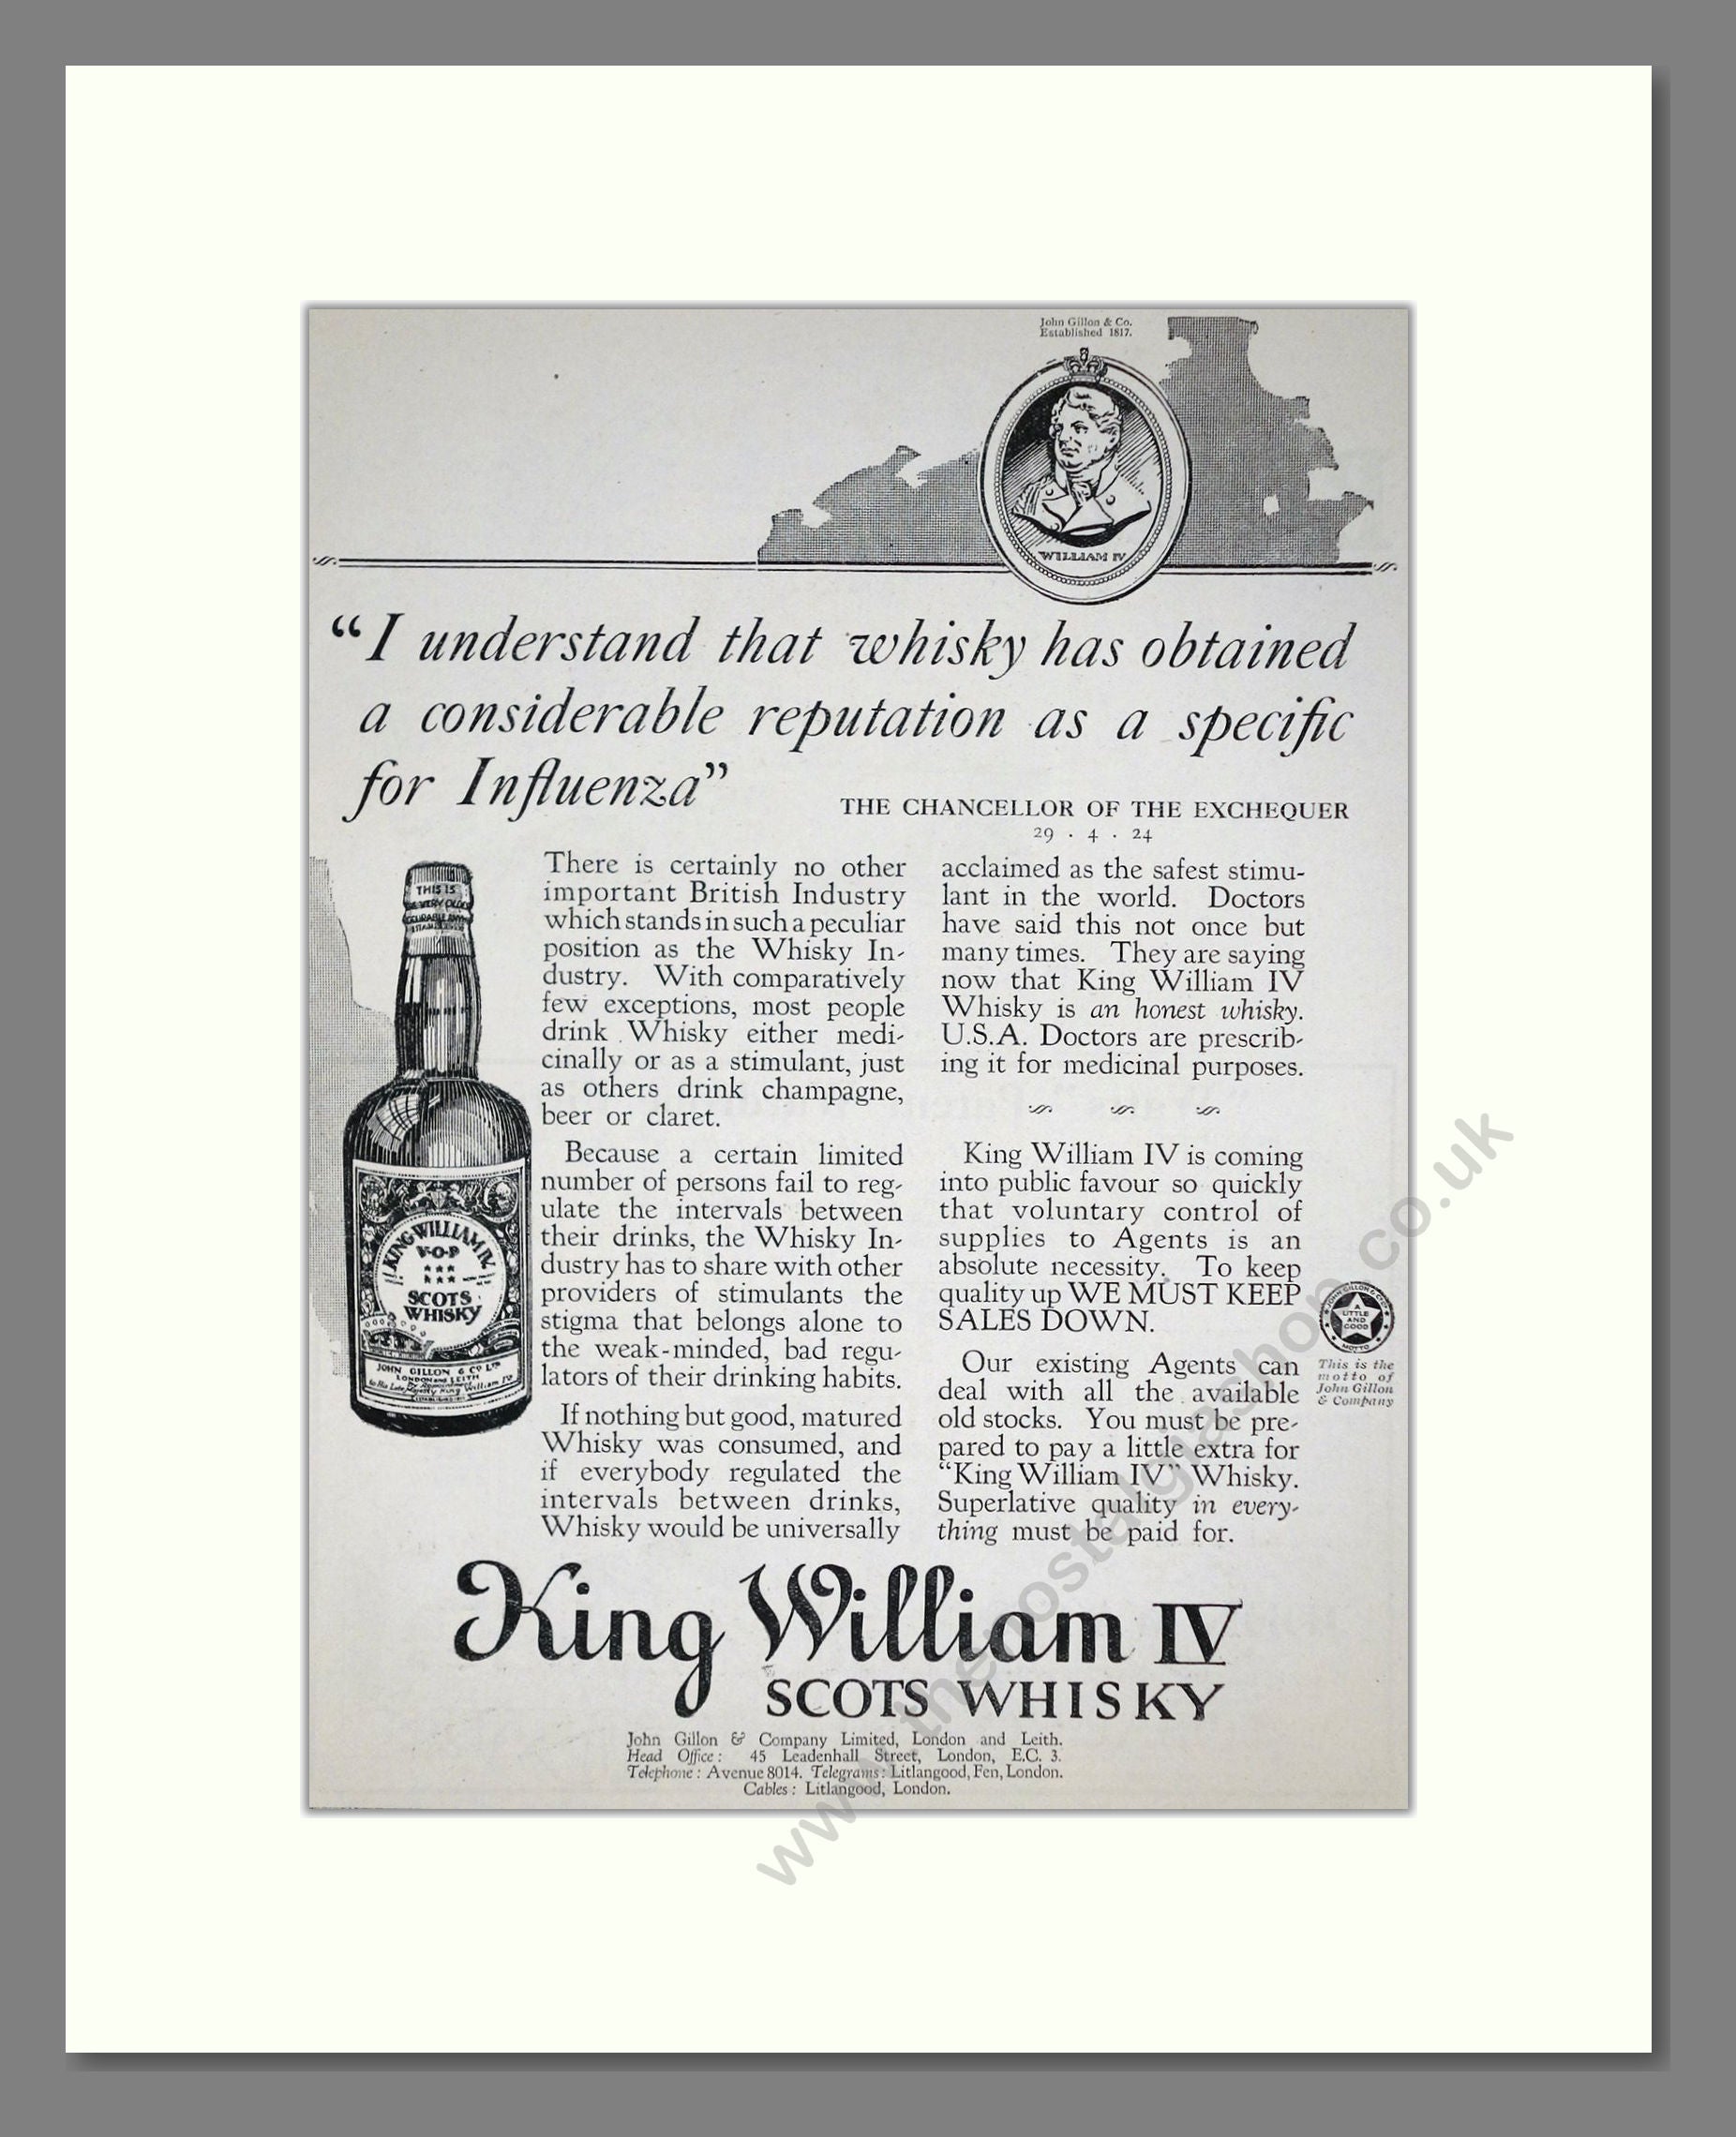 John Gillon & Co.
Established 1817.
WILLIAM IV
“I understand that whisky has obtained
a considerable reputation as a specific
for Influenza”
THE CHANCELLOR OF THE EXCHEQUER
29 . 4 . 24
There is certainly no other
important British Industry
which stands in such a peculiar
position as the Whisky In-
dustry. With comparatively
few exceptions, most people
drink Whisky either medi-
cinally or as a stimulant, just
as others drink champagne,
beer or claret.
Because a certain limited
number of persons fail to reg-
ulate the intervals between
their drinks, the Whisky In-
dustry has to share with other
providers of stimulants the
stigma that belongs alone to
the weak-minded, bad regu-
lators of their drinking habits.
If nothing but good, matured
Whisky was consumed, and
if everybody regulated the
intervals between drinks,
Whisky would be universally
acclaimed as the safest stimu-
lant in the world. Doctors
have said this not once but
many times. They are saying
now that King William IV
Whisky is an honest whisky.
U.S.A. Doctors are prescrib-
ing it for medicinal purposes.
King William IV is coming
into public favour so quickly
that voluntary control of
supplies to Agents is an
absolute necessity. To keep
quality up WE MUST KEEP
SALES DOWN.
Our existing Agents can
deal with all the available
old stocks. You must be pre-
pared to pay a little extra for
“King William IV” Whisky.
Superlative quality in every-
thing must be paid for.
THIS IS
KING WILLIAM IV
V·O·P
SCOTS
WHISKY
JOHN GILLON & CO LTD
LONDON AND LEITH
JOHN GILLON & CO
A
LITTLE
AND
GOOD
MOTTO
This is the
motto of
John Gillon
& Company
King William IV
SCOTS WHISKY
John Gillon & Company Limited, London and Leith.
Head Office: 45 Leadenhall Street, London, E.C. 3.
Telephone: Avenue 8014. Telegrams: Litlangood, Fen, London.
Cables: Litlangood, London.
www.thenostalgiashop.co.uk